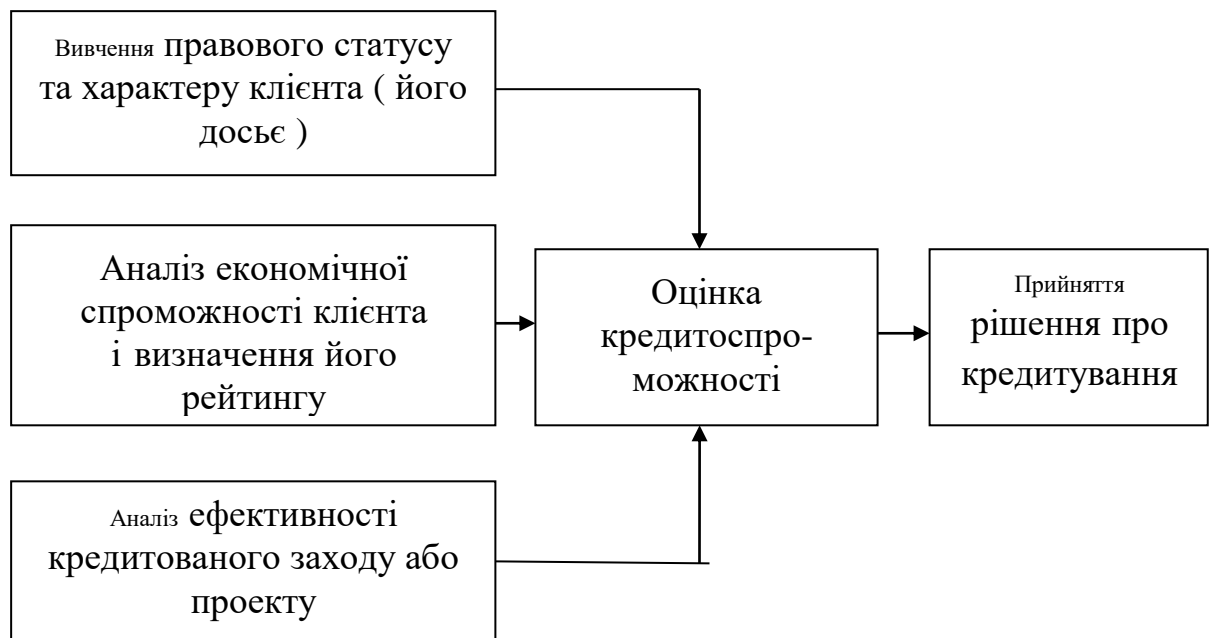 Вивчення правового статусу
та характеру клієнта ( його
досьє )
Аналіз економічної
спроможності клієнта
і визначення його
рейтингу
Оцінка
кредитоспро-
можності
Прийняття
рішення про
кредитування
Аналіз ефективності
кредитованого заходу або
проекту